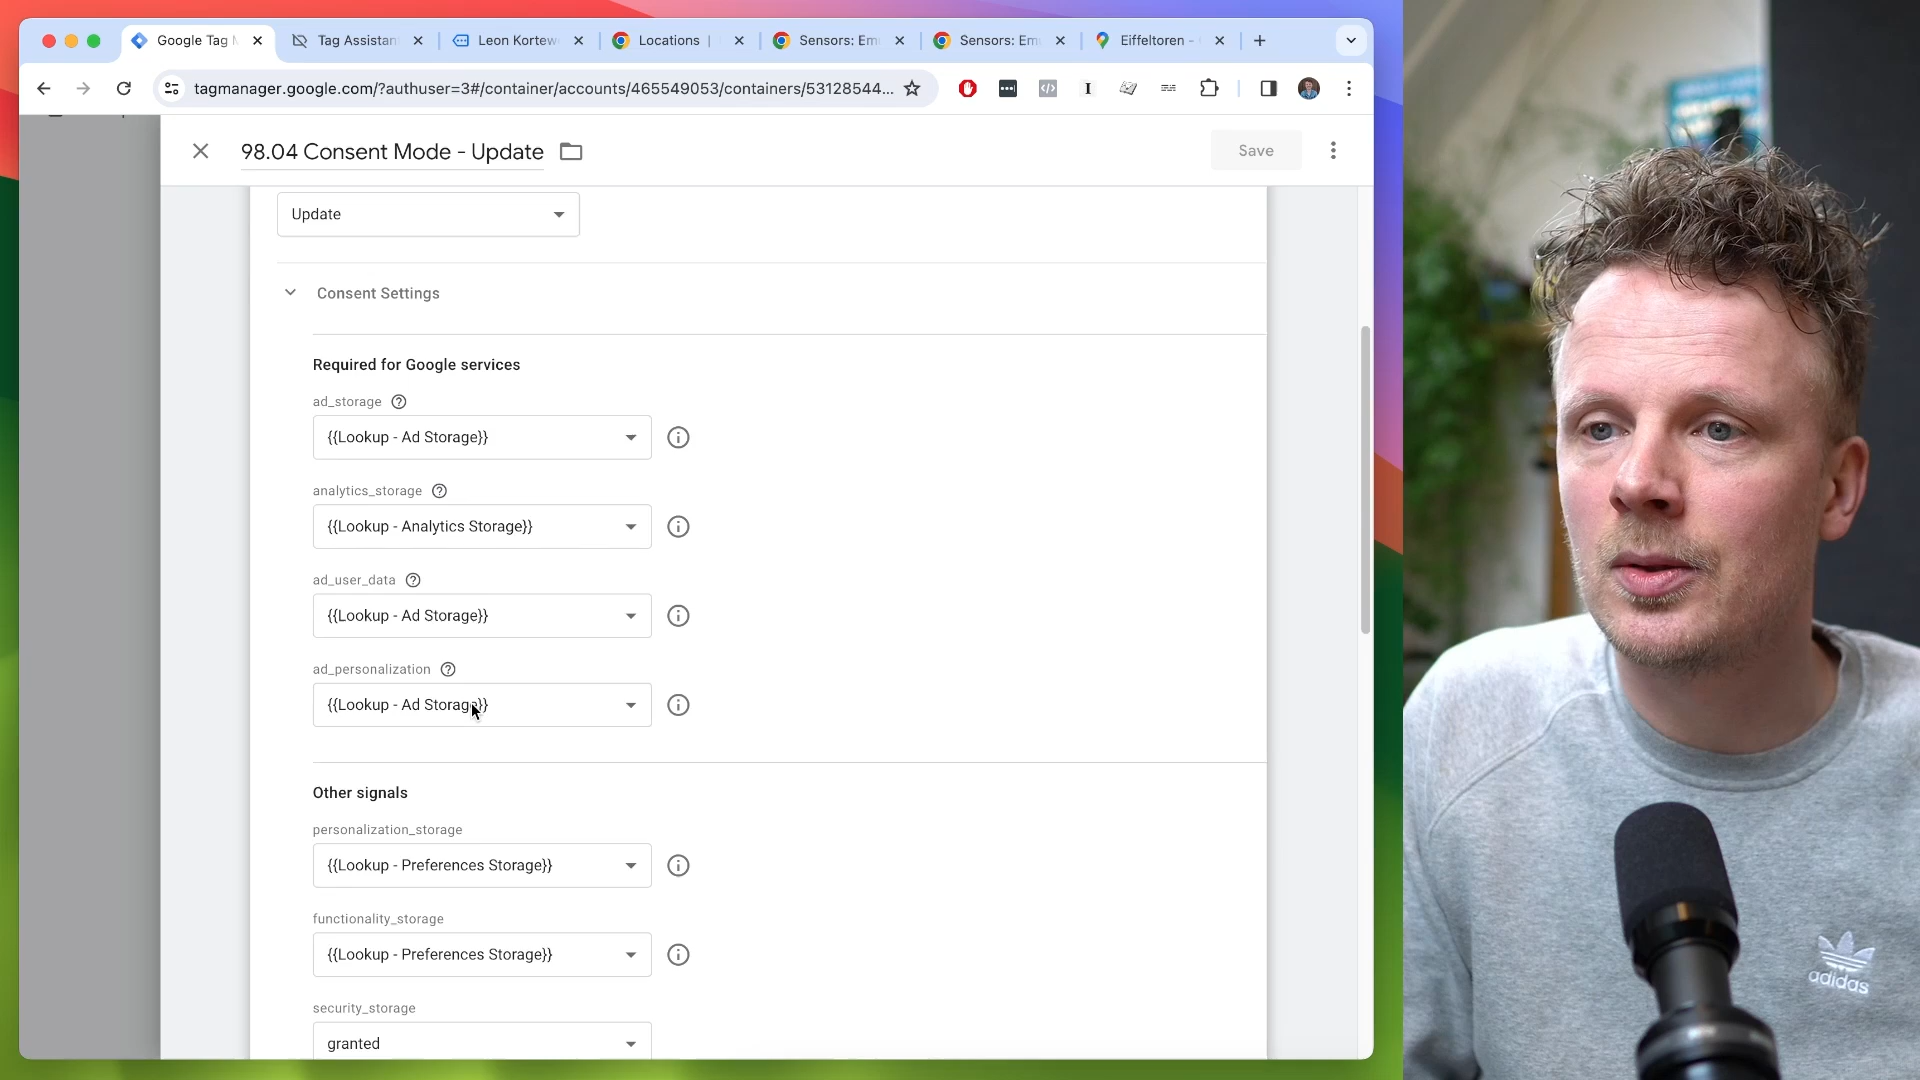 Google Tag M
Tag Assistan
Leon Kortew
Locations |
Sensors: Em
Sensors: Em
Eiffeltoren -
tagmanager.google.com/?authuser=3#/container/accounts/465549053/containers/53128544...
98.04 Consent Mode - Update
Save
Update
Consent Settings
Required for Google services
ad_storage
{{Lookup - Ad Storage}}
analytics_storage
{{Lookup - Analytics Storage}}
ad_user_data
{{Lookup - Ad Storage}}
ad_personalization
{{Lookup - Ad Storage}}
Other signals
personalization_storage
{{Lookup - Preferences Storage}}
functionality_storage
{{Lookup - Preferences Storage}}
security_storage
granted
adidas